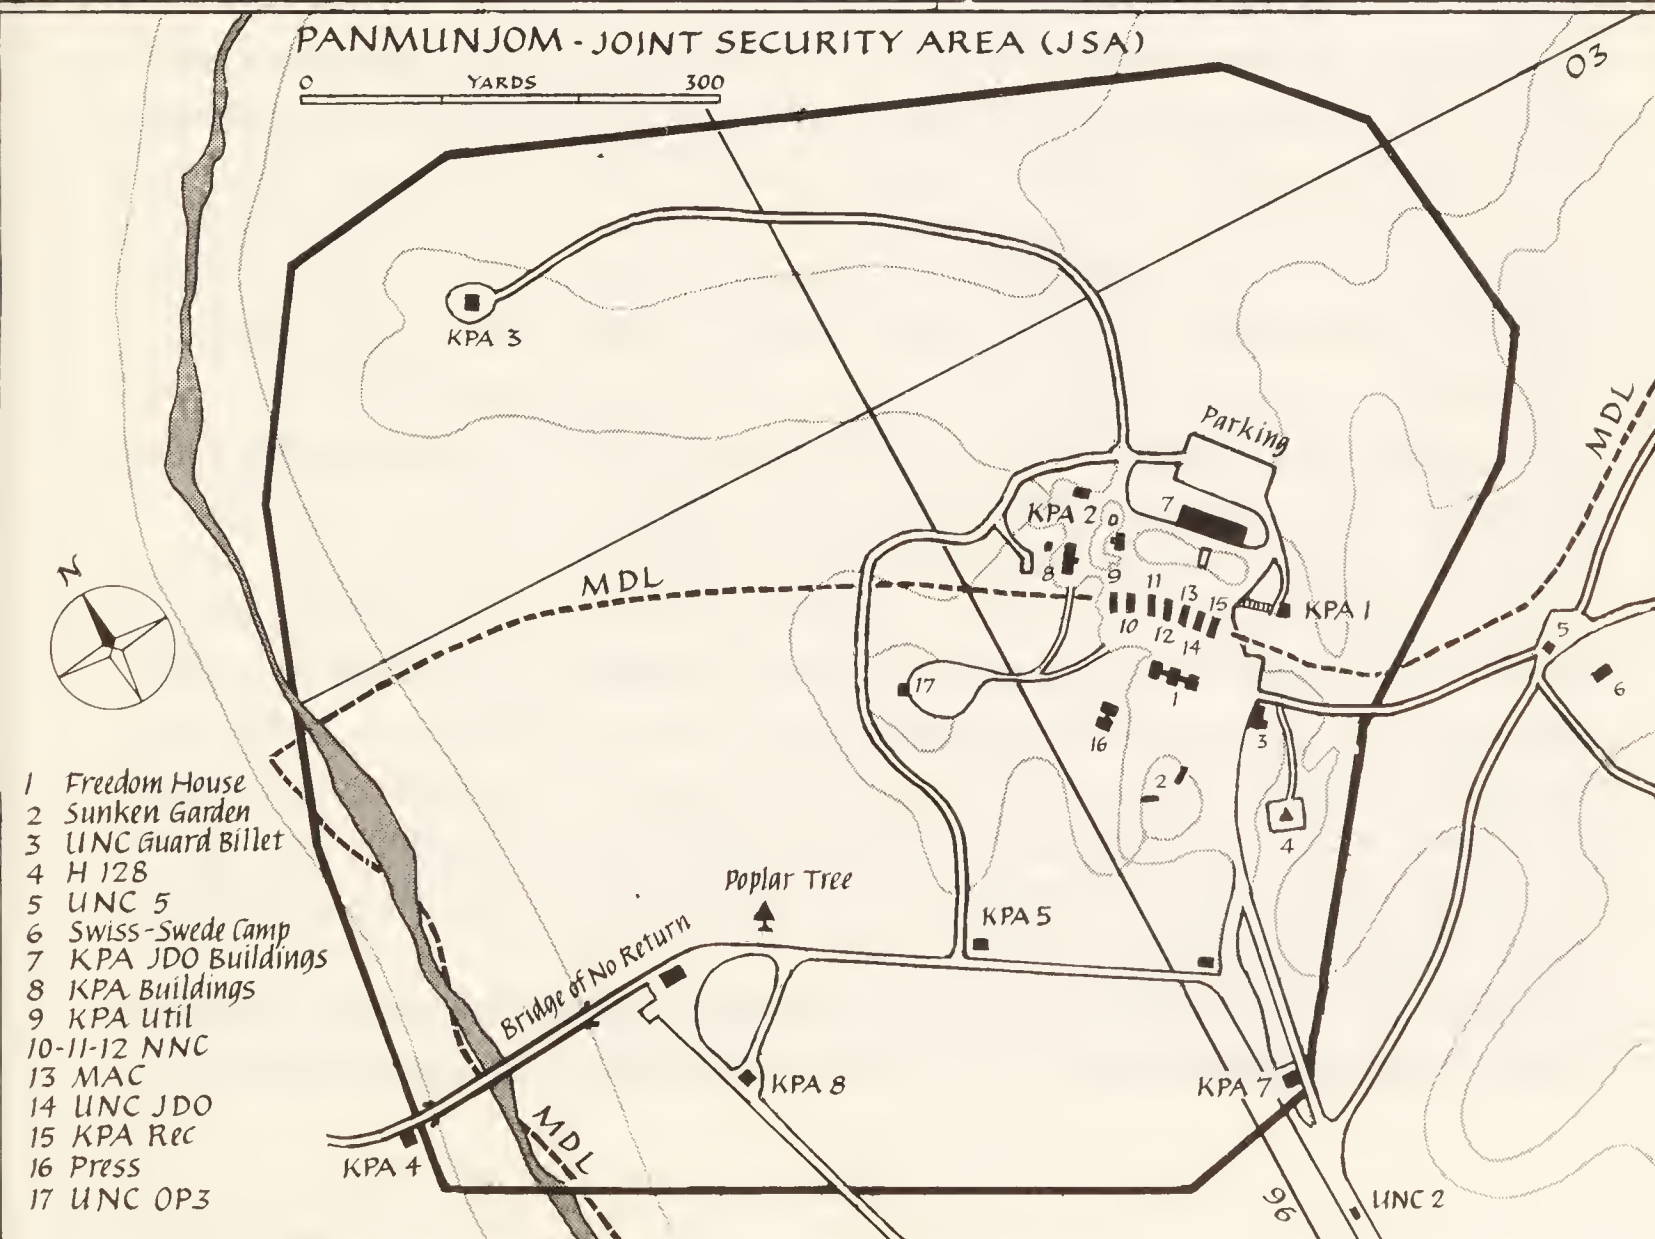 PANMUNJOM - JOINT SECURITY AREA (JSA)
0 YARDS 300
03
N
KPA 3
Parking
MDL
7
KPA 2
8
9
11
13
15
10
12
14
KPA 1
MDL
5
6
17
1
16
3
2
4
Poplar Tree
KPA 5
Bridge of No Return
KPA 8
KPA 7
MDL
KPA 4
96
UNC 2
1 Freedom House
2 Sunken Garden
3 UNC Guard Billet
4 H 128
5 UNC 5
6 Swiss-Swede Camp
7 KPA JDO Buildings
8 KPA Buildings
9 KPA Util
10-11-12 NNC
13 MAC
14 UNC JDO
15 KPA Rec
16 Press
17 UNC OP3